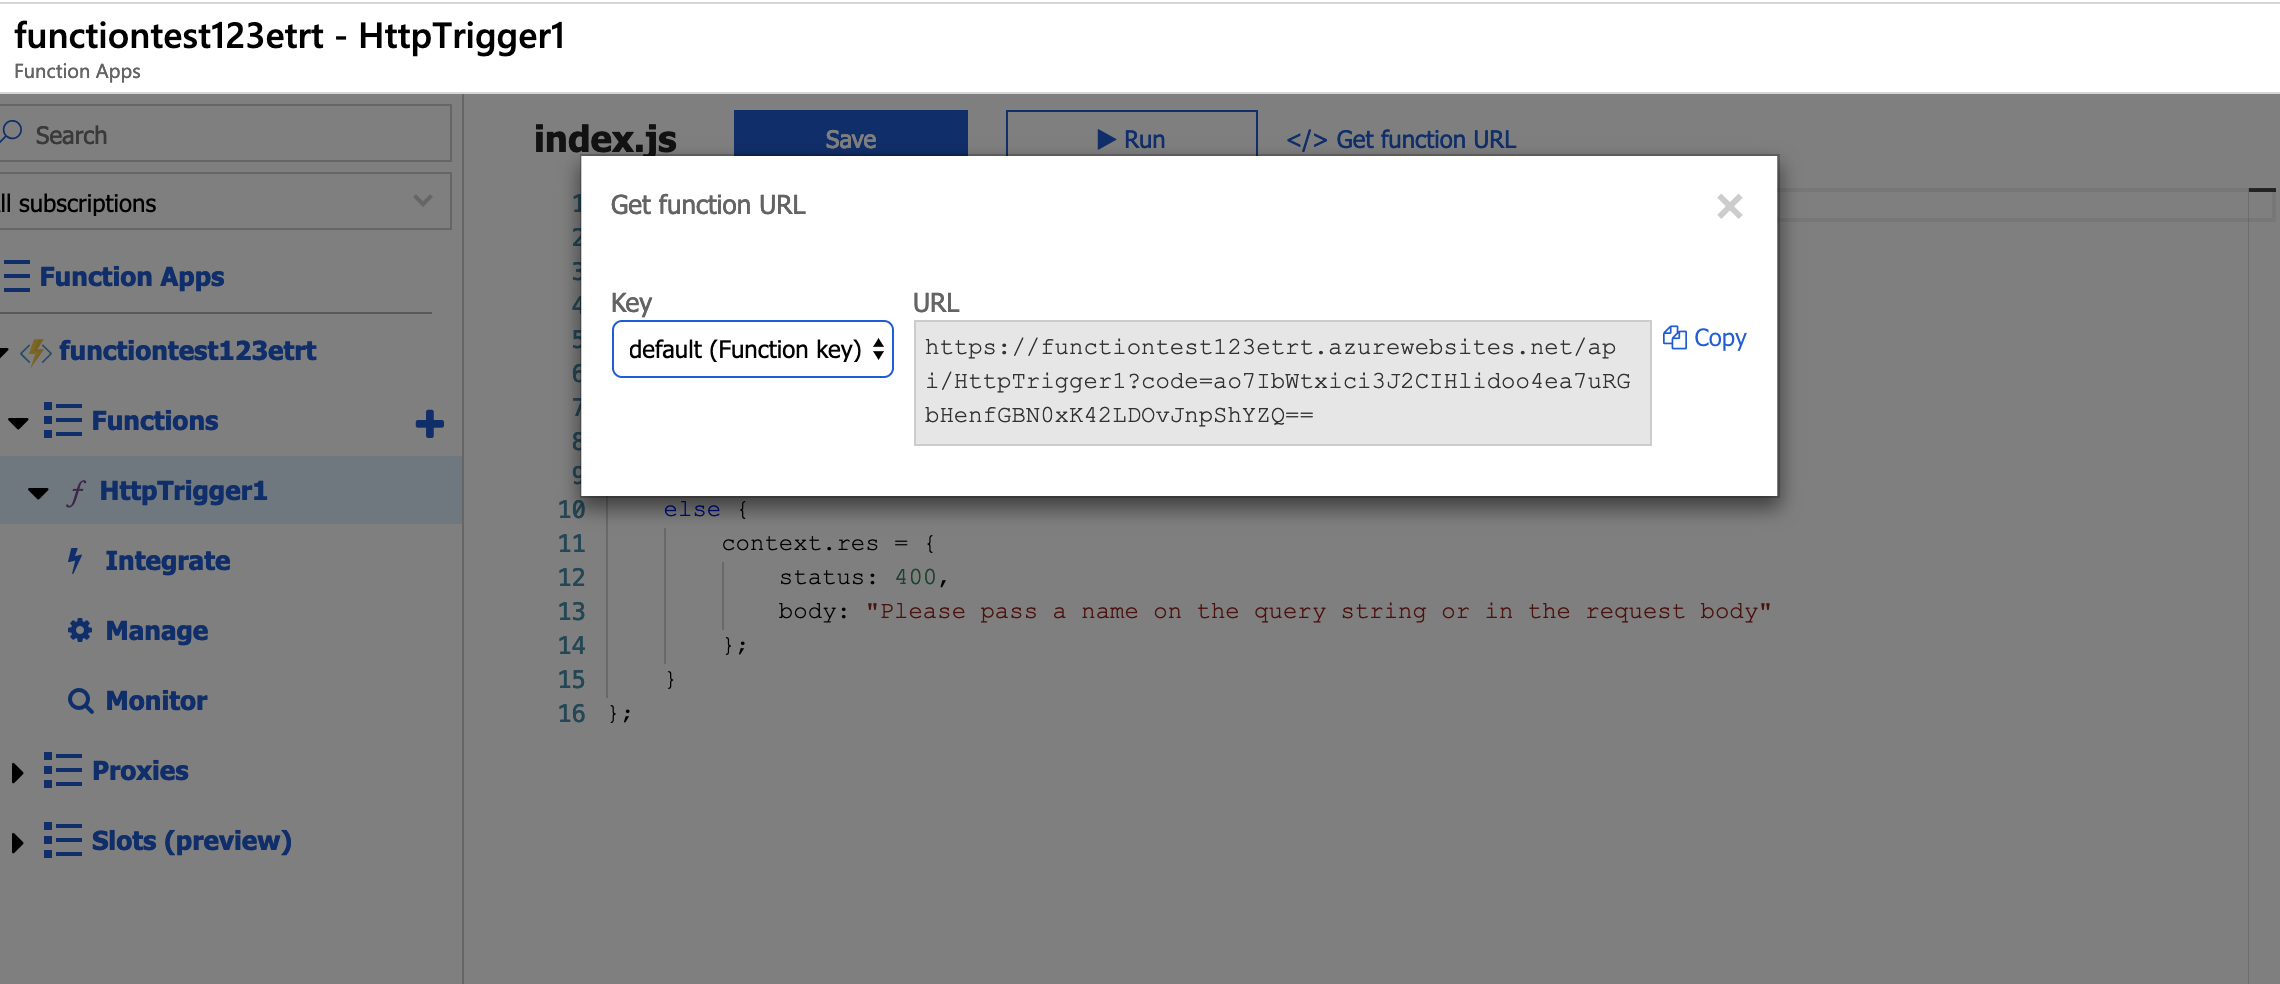 functiontest123etrt - HttpTrigger1
Function Apps
Search
ll subscriptions
Function Apps
functiontest123etrt
Functions
HttpTrigger1
Integrate
Manage
Monitor
Proxies
Slots (preview)
index.js Save Run </> Get function URL
Get function URL
Key URL
default (Function key)
https://functiontest123etrt.azurewebsites.net/ap
i/HttpTrigger1?code=ao7IbWtxici3J2CIHlidoo4ea7uRG
bHenfGBN0xK42LDOvJnpShYZQ==
Copy
1
2
3
4
5
6
7
8
9
10 else {
11 context.res = {
12 status: 400,
13 body: "Please pass a name on the query string or in the request body"
14 };
15 }
16 };